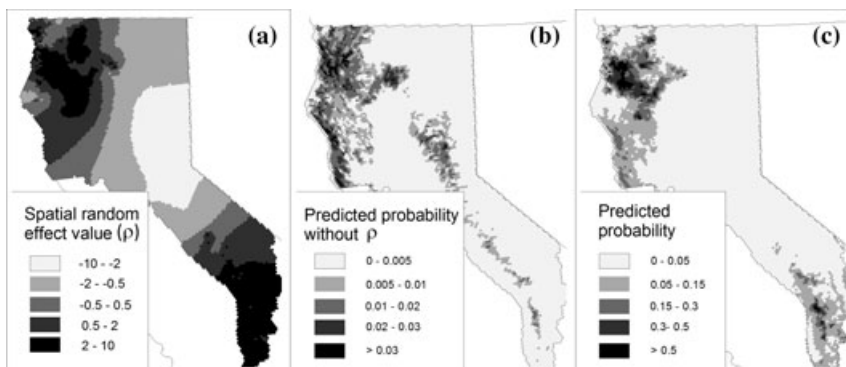 (a)
Spatial random
effect value (ρ)
-10 - -2
-2 - -0.5
-0.5 - 0.5
0.5 - 2
2 - 10
(b)
Predicted probability
without ρ
0 - 0.005
0.005 - 0.01
0.01 - 0.02
0.02 - 0.03
> 0.03
(c)
Predicted
probability
0 - 0.05
0.05 - 0.15
0.15 - 0.3
0.3- 0.5
> 0.5